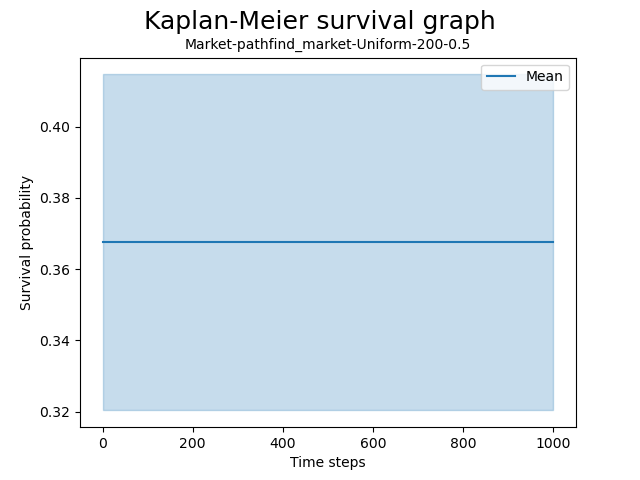 Kaplan-Meier survival graph
Market-pathfind_market-Uniform-200-0.5
Mean
Survival probability
0.40
0.38
0.36
0.34
0.32
0 200 400 600 800 1000
Time steps